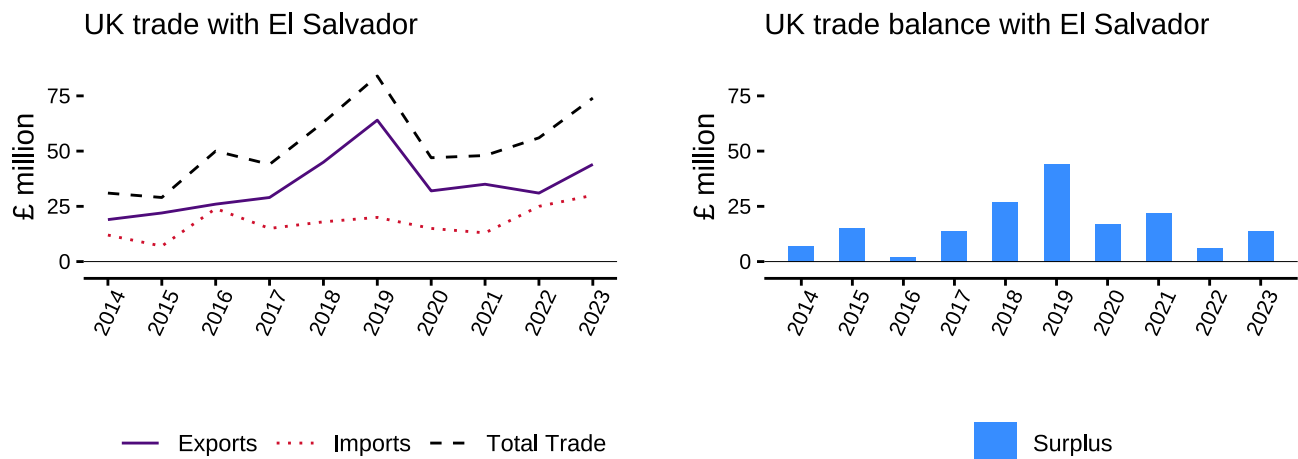 UK trade with El Salvador
£ million
75
50
25
0
2014 2015 2016 2017 2018 2019 2020 2021 2022 2023
Exports Imports Total Trade
UK trade balance with El Salvador
£ million
75
50
25
0
2014 2015 2016 2017 2018 2019 2020 2021 2022 2023
Surplus